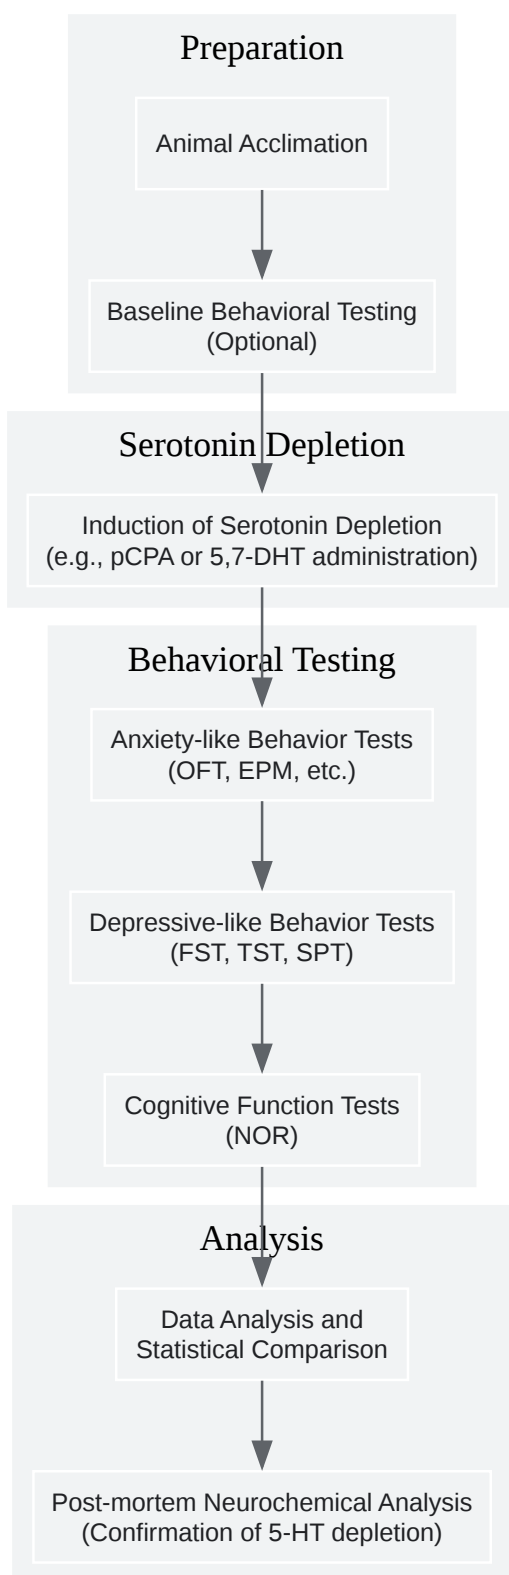 Preparation
Animal Acclimation
Baseline Behavioral Testing
(Optional)
Serotonin Depletion
Induction of Serotonin Depletion
(e.g., pCPA or 5,7-DHT administration)
Behavioral Testing
Anxiety-like Behavior Tests
(OFT, EPM, etc.)
Depressive-like Behavior Tests
(FST, TST, SPT)
Cognitive Function Tests
(NOR)
Analysis
Data Analysis and
Statistical Comparison
Post-mortem Neurochemical Analysis
(Confirmation of 5-HT depletion)